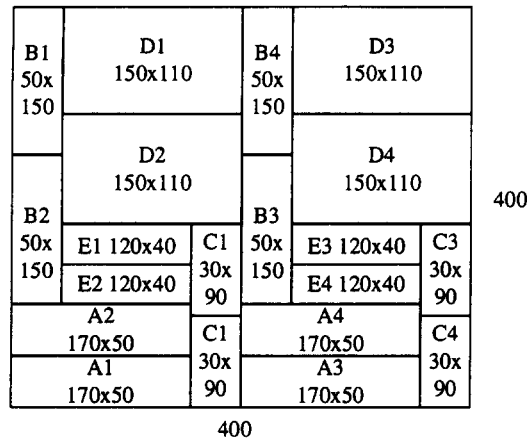 B1
50x
150
D1
150x110
B4
50x
150
D3
150x110
D2
150x110
D4
150x110
400
B2
50x
150
E1 120x40
E2 120x40
C1
30x
90
B3
50x
150
E3 120x40
E4 120x40
C3
30x
90
A2
170x50
A1
170x50
C1
30x
90
A4
170x50
A3
170x50
C4
30x
90
400